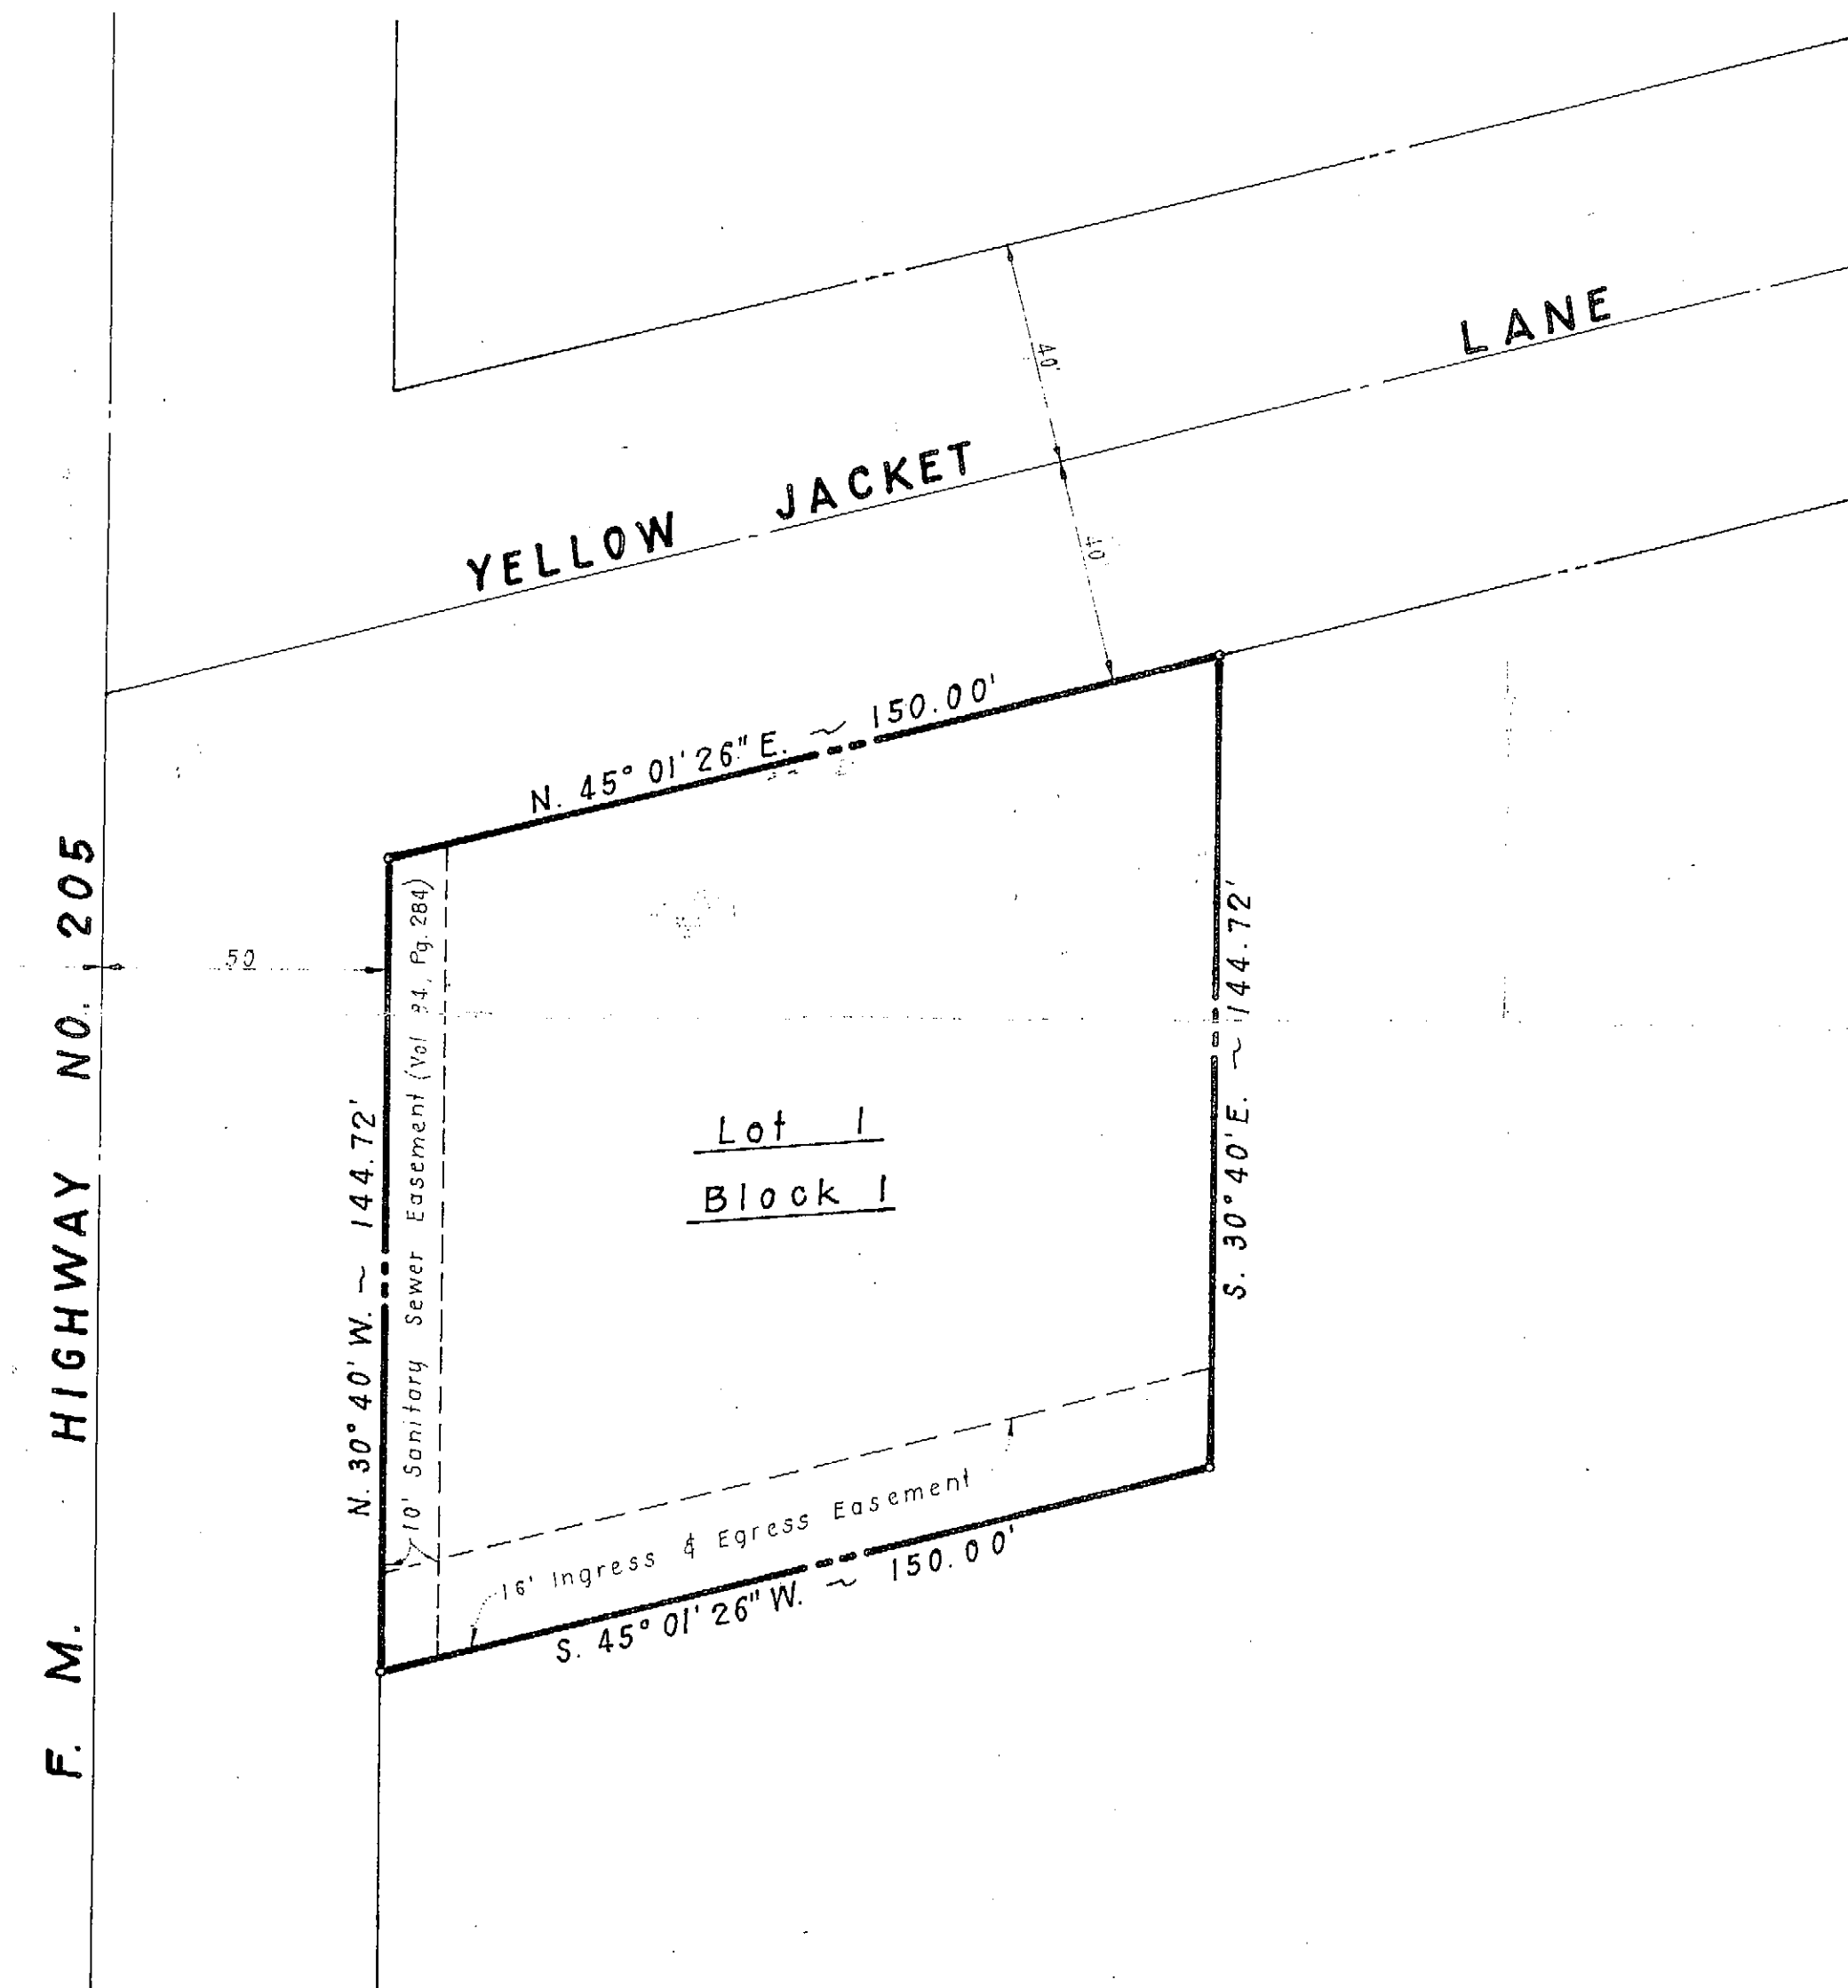 YELLOW JACKET LANE
40'
40'
N. 45° 01' 26" E. ~ 150.00'
F. M. HIGHWAY NO. 205
50
N. 30° 40' W. ~ 144.72'
10' Sanitary Sewer Easement (Vol 94, Pg. 284)
Lot 1
Block 1
S. 30° 40' E. ~ 144.72'
16' Ingress & Egress Easement
S. 45° 01' 26" W. ~ 150.00'